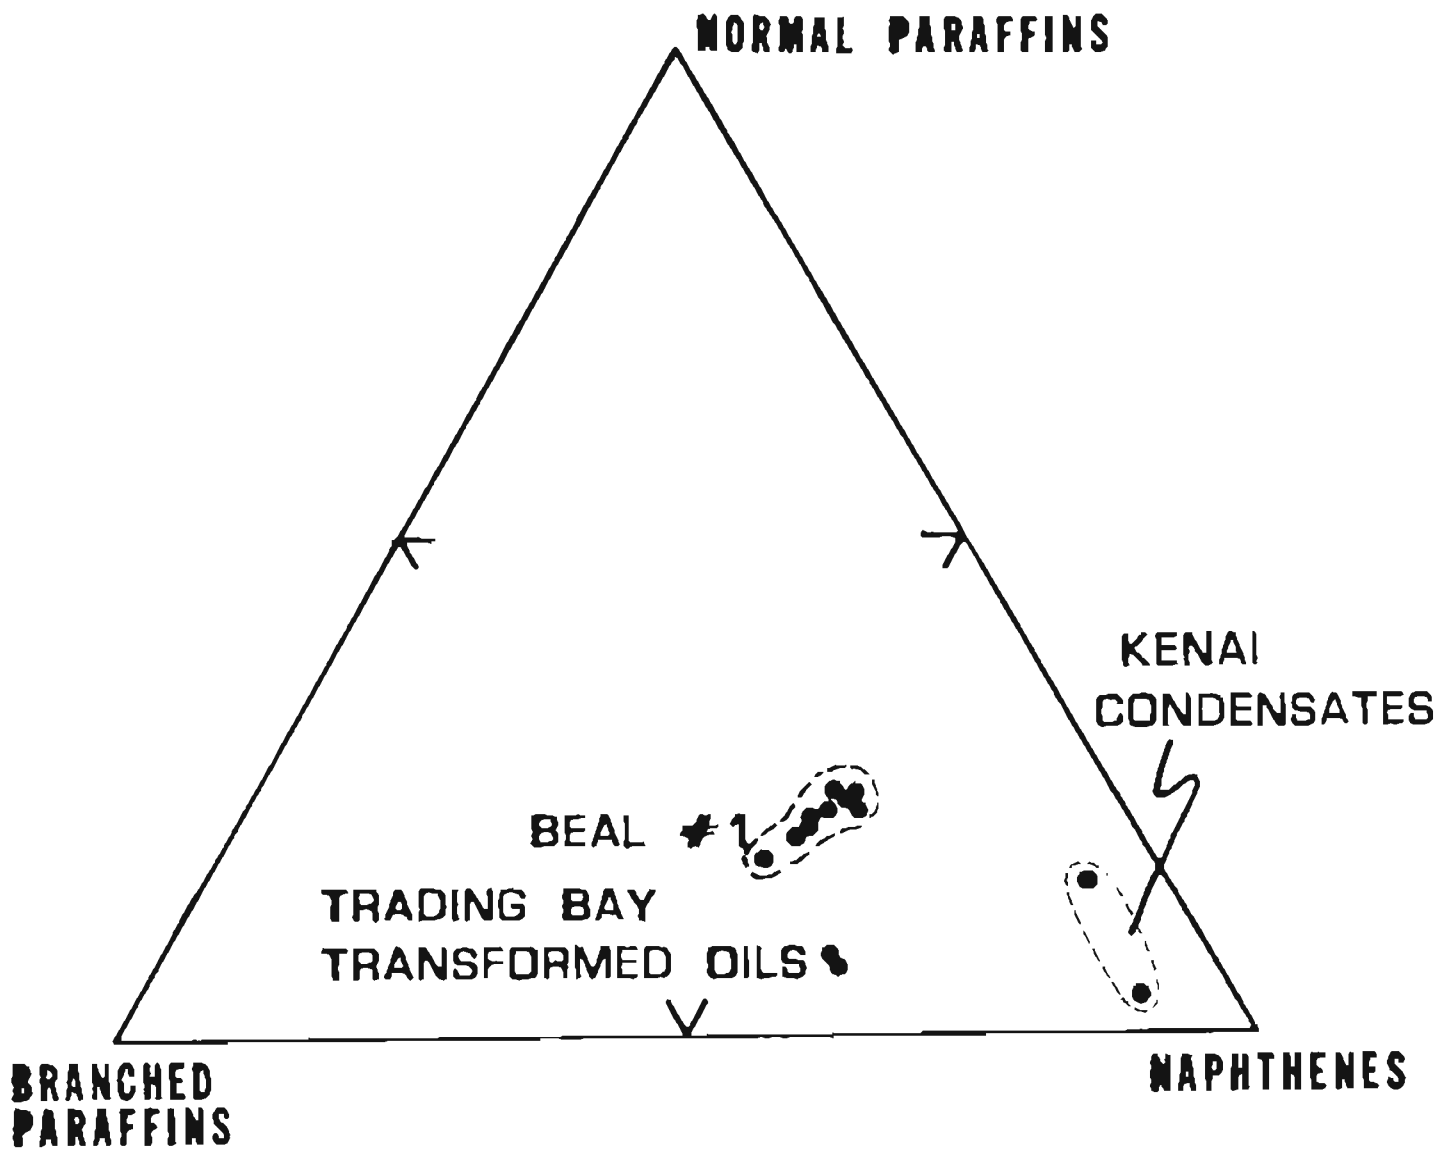 NORMAL PARAFFINS
KENAI
CONDENSATES
BEAL #1
TRADING BAY
TRANSFORMED OILS
BRANCHED
PARAFFINS
NAPHTHENES